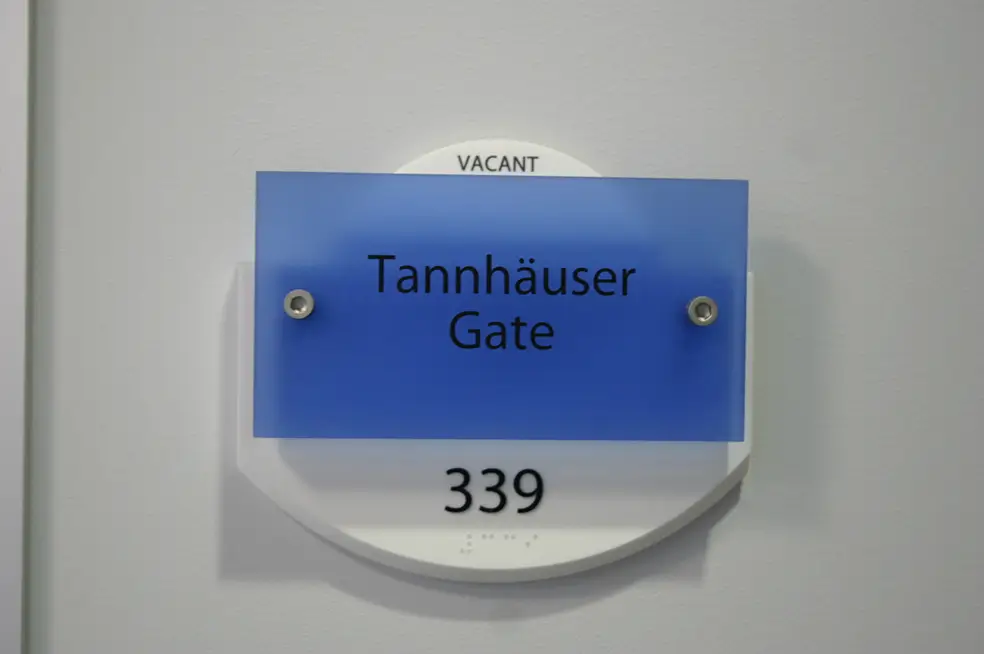 VACANT
Tannhäuser
Gate
339